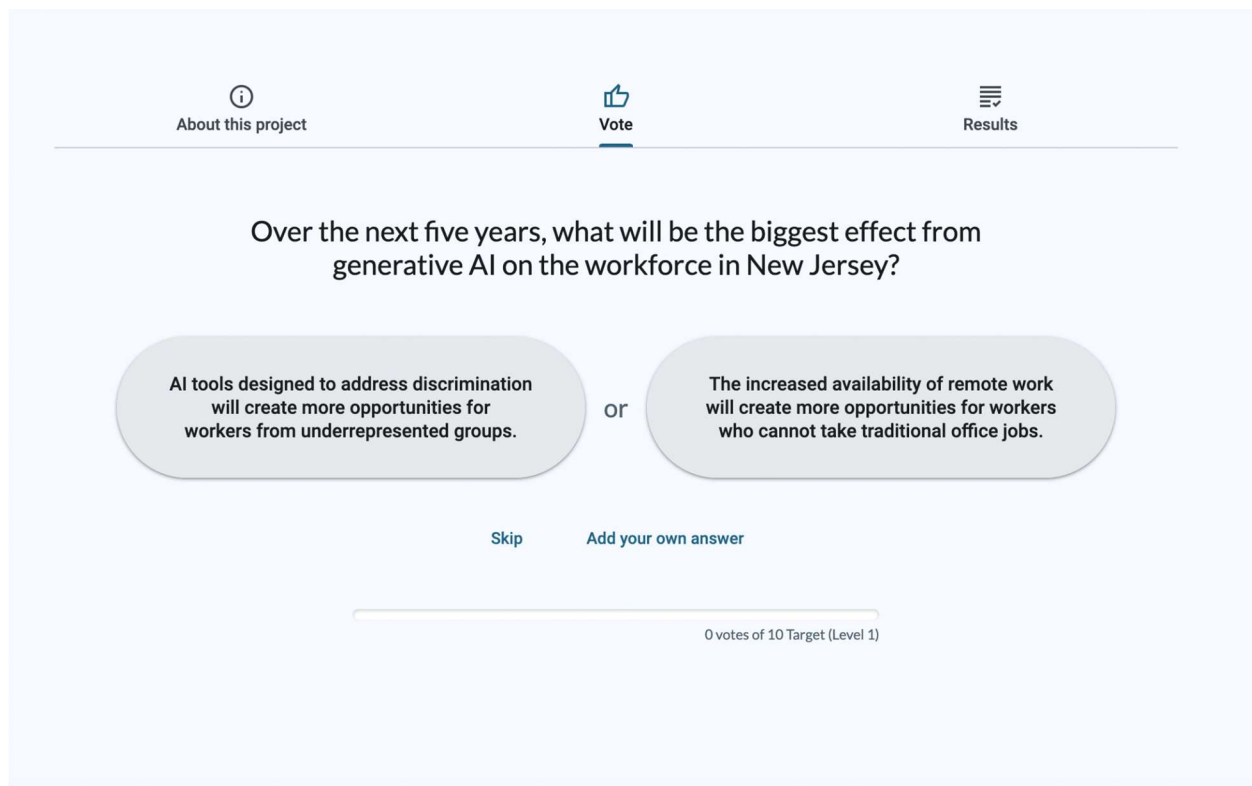 About this project
Vote
Results
Over the next five years, what will be the biggest effect from
generative AI on the workforce in New Jersey?
AI tools designed to address discrimination
will create more opportunities for
workers from underrepresented groups.
or
The increased availability of remote work
will create more opportunities for workers
who cannot take traditional office jobs.
Skip
Add your own answer
0 votes of 10 Target (Level 1)